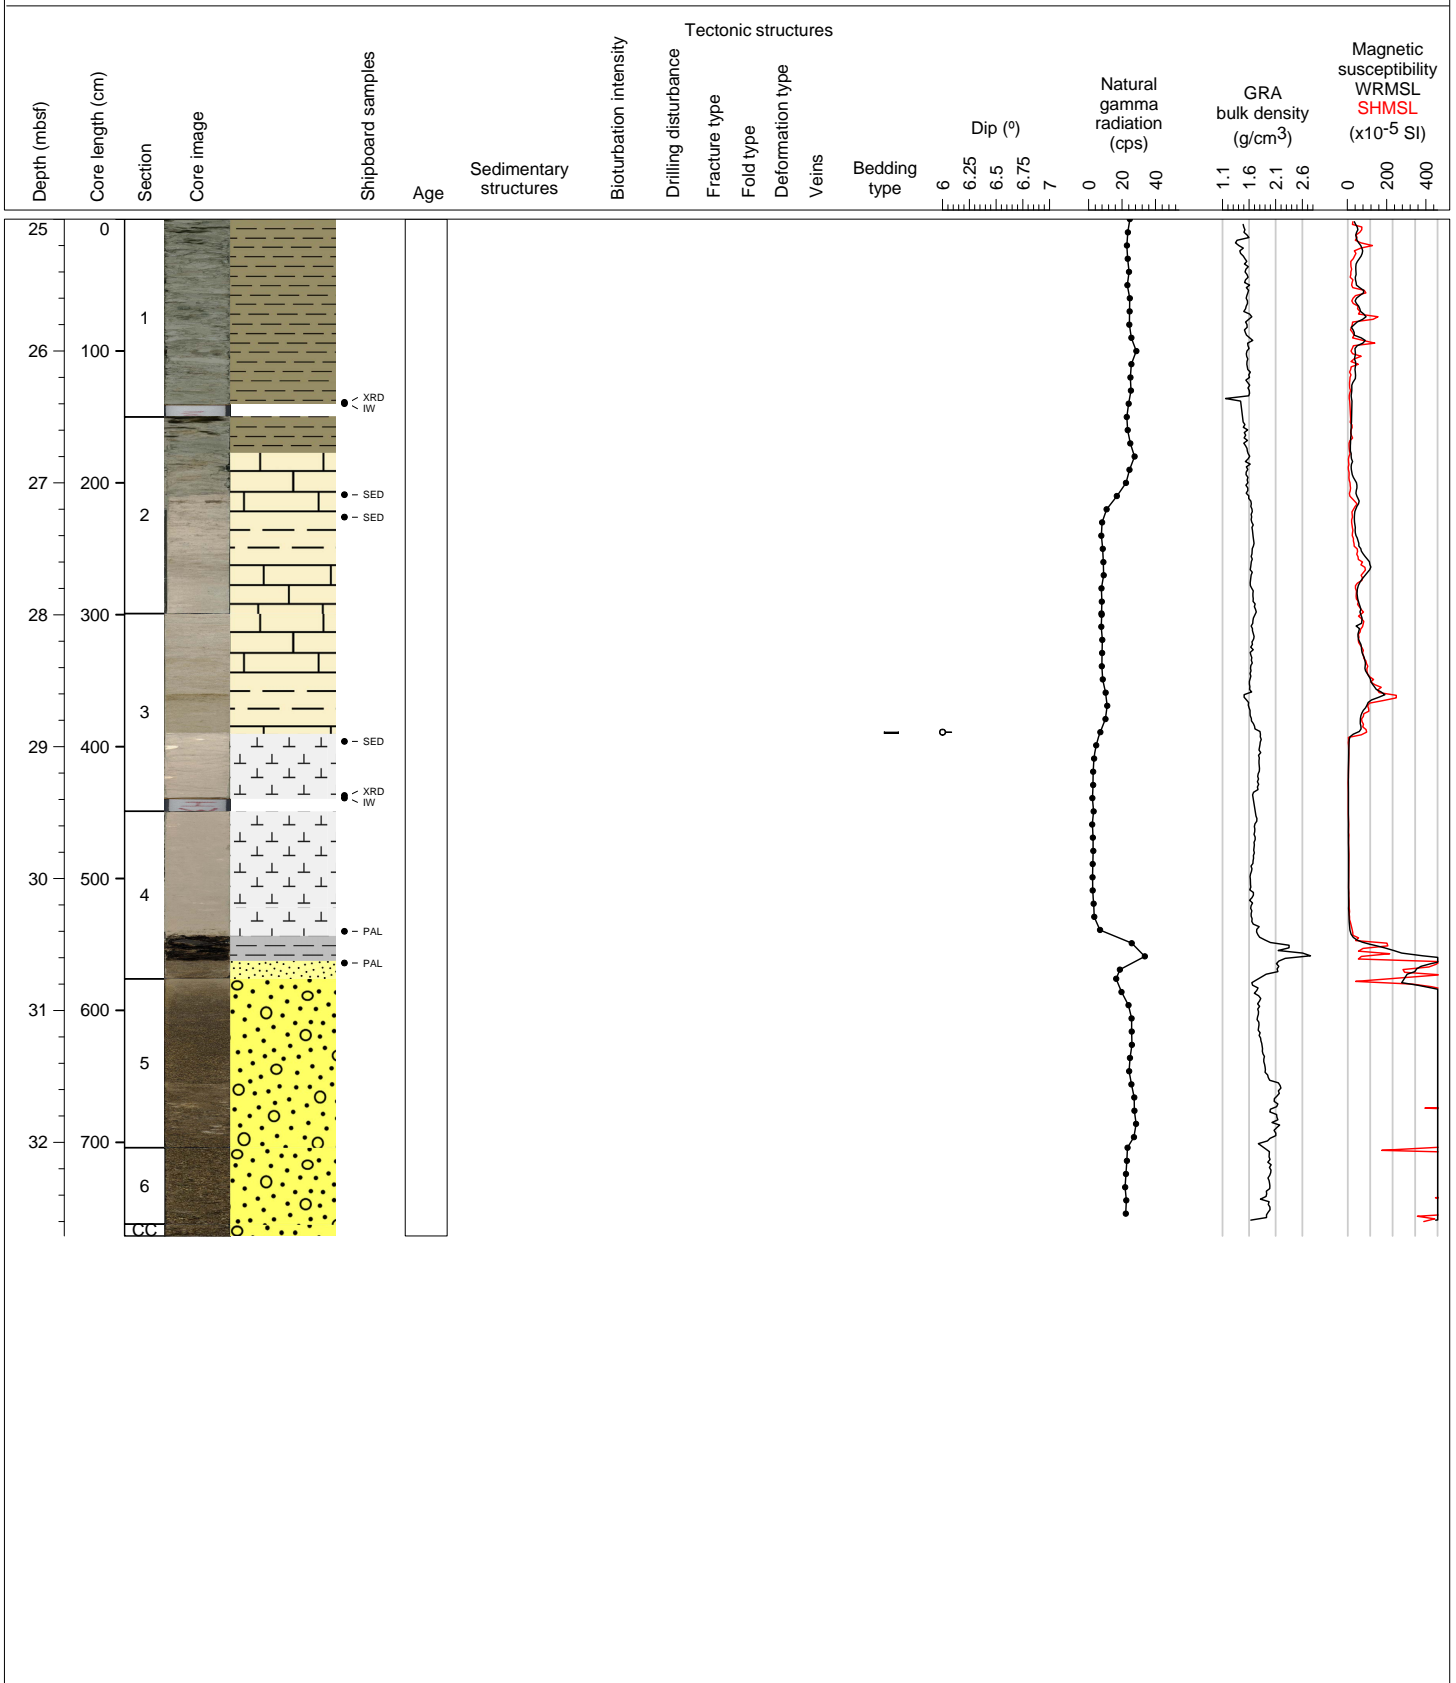 Tectonic structures
Depth (mbsf)
Core length (cm)
Section
Core image
Shipboard samples
Age
Sedimentary
structures
Bioturbation intensity
Drilling disturbance
Fracture type
Fold type
Deformation type
Veins
Bedding
type
Dip (º)
6 6.25 6.5 6.75 7
Natural
gamma
radiation
(cps)
0 20 40
GRA
bulk density
(g/cm3)
1.1 1.6 2.1 2.6
Magnetic
susceptibility
WRMSL
SHMSL
(x10-5 SI)
0 200 400
25 0
1
26 100
XRD
IW
27 200
SED
2
SED
28 300
3
29 400
SED
XRD
IW
30 500
4
PAL
PAL
31 600
5
32 700
6
CC